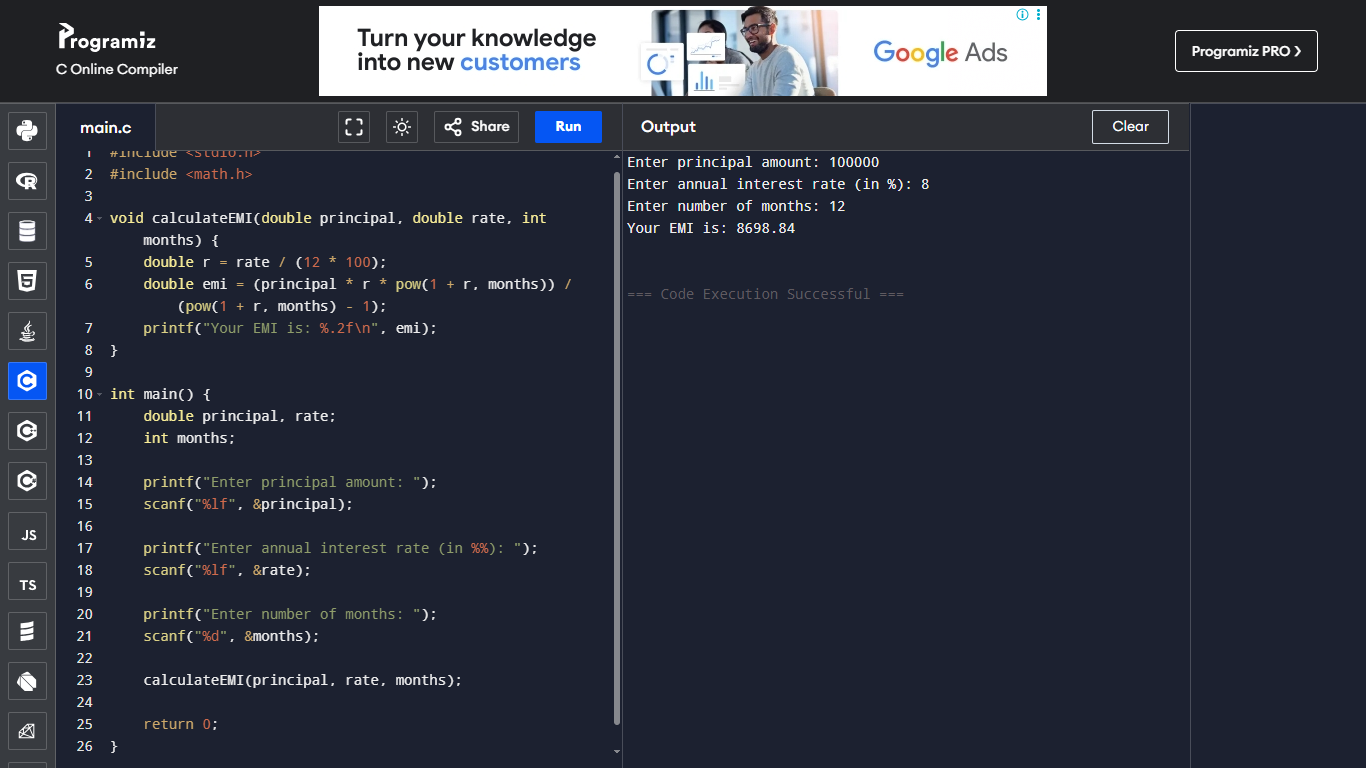 Programiz
C Online Compiler
Turn your knowledge
into new customers
Google Ads
Programiz PRO ❯
main.c
Share
Run
Output
Clear
JS
TS
1 #include <stdio.h>
2 #include <math.h>
3
4 void calculateEMI(double principal, double rate, int
months) {
5 double r = rate / (12 * 100);
6 double emi = (principal * r * pow(1 + r, months)) /
(pow(1 + r, months) - 1);
7 printf("Your EMI is: %.2f\n", emi);
8 }
9
10 int main() {
11 double principal, rate;
12 int months;
13
14 printf("Enter principal amount: ");
15 scanf("%lf", &principal);
16
17 printf("Enter annual interest rate (in %%): ");
18 scanf("%lf", &rate);
19
20 printf("Enter number of months: ");
21 scanf("%d", &months);
22
23 calculateEMI(principal, rate, months);
24
25 return 0;
26 }
Enter principal amount: 100000
Enter annual interest rate (in %): 8
Enter number of months: 12
Your EMI is: 8698.84
=== Code Execution Successful ===